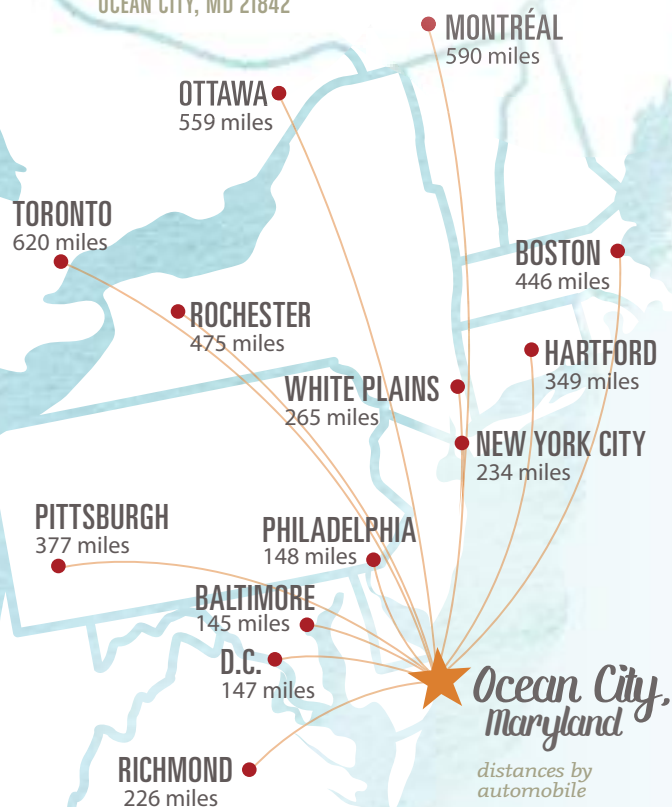 OCEAN CITY, MD 21842
MONTRÉAL
590 miles
OTTAWA
559 miles
TORONTO
620 miles
BOSTON
446 miles
ROCHESTER
475 miles
HARTFORD
349 miles
WHITE PLAINS
265 miles
NEW YORK CITY
234 miles
PITTSBURGH
377 miles
PHILADELPHIA
148 miles
BALTIMORE
145 miles
D.C.
147 miles
Ocean City,
Maryland
RICHMOND
226 miles
distances by
automobile